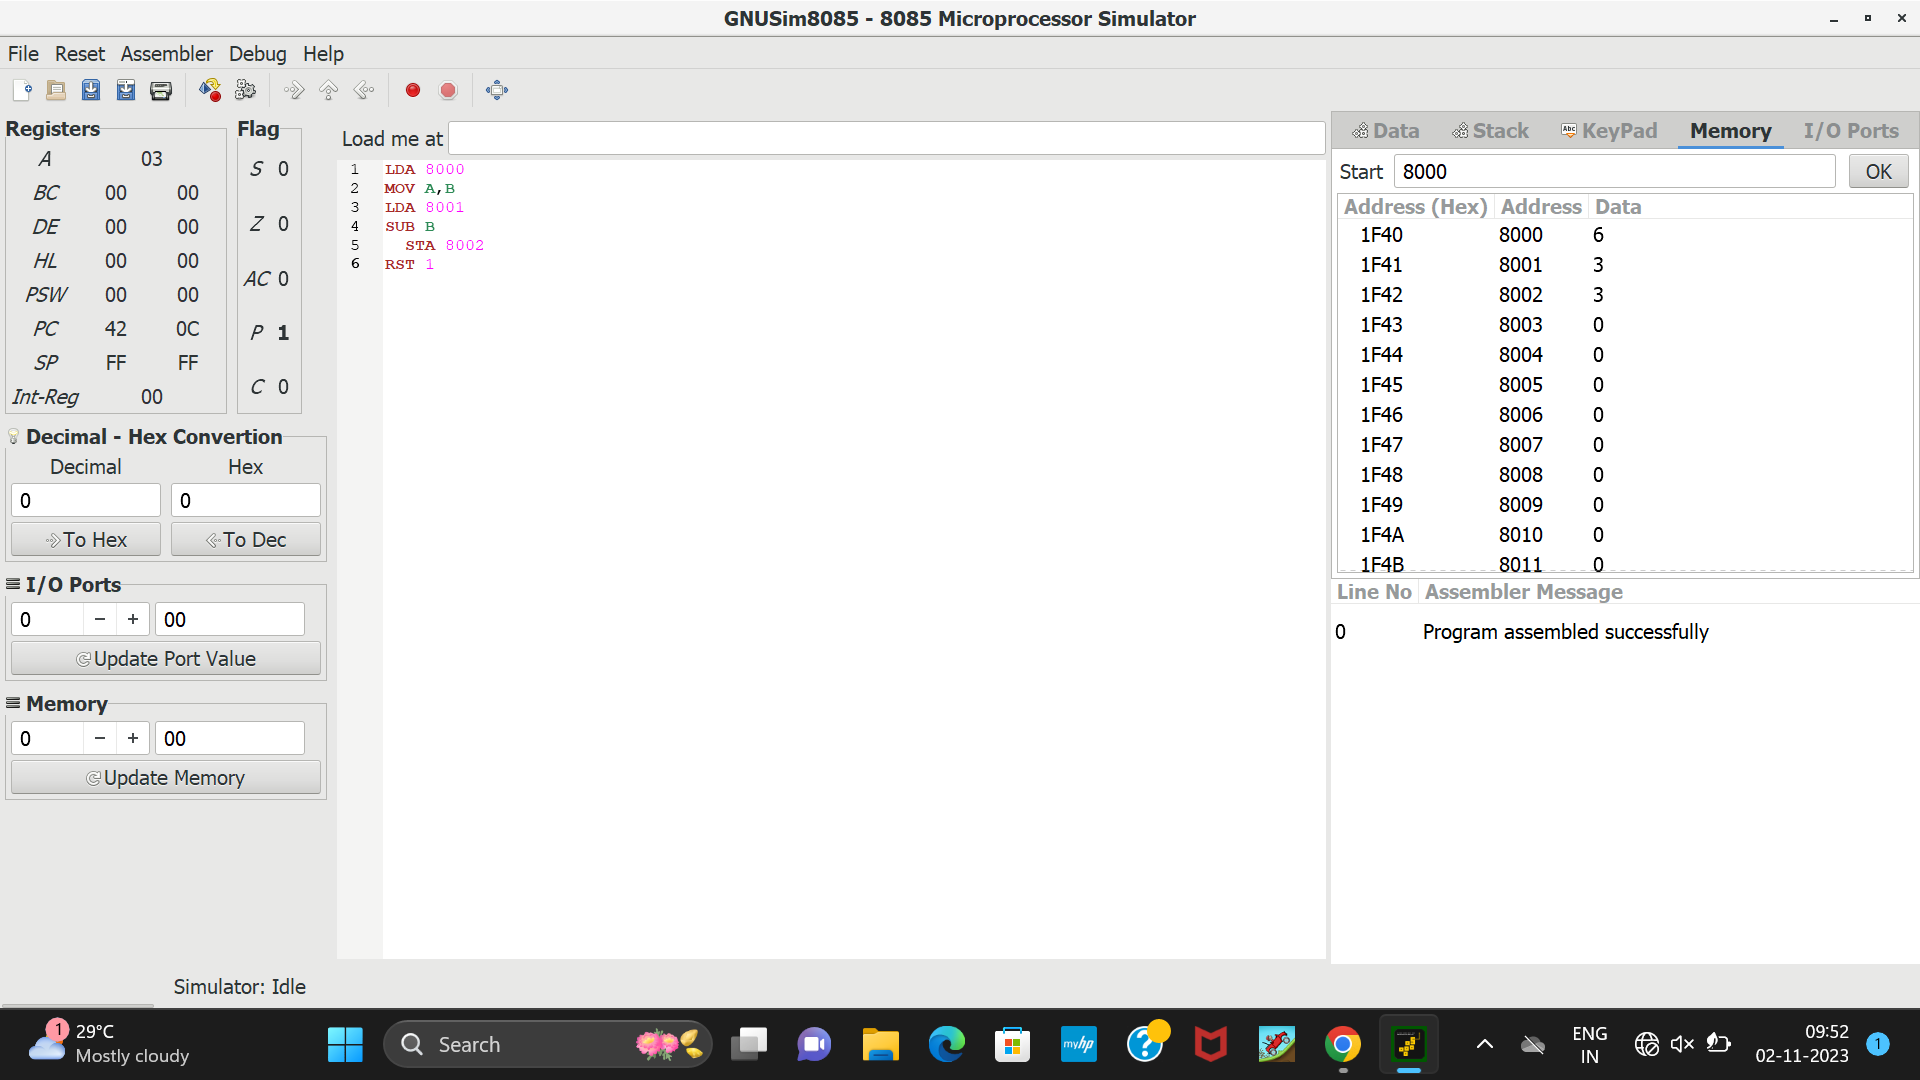 GNUSim8085 - 8085 Microprocessor Simulator
File Reset Assembler Debug Help
Registers
A 03
BC 00 00
DE 00 00
HL 00 00
PSW 00 00
PC 42 0C
SP FF FF
Int-Reg 00
Flag
S 0
Z 0
AC 0
P 1
C 0
Decimal - Hex Convertion
Decimal Hex
0 0
To Hex To Dec
I/O Ports
0 − + 00
Update Port Value
Memory
0 − + 00
Update Memory
Simulator: Idle
Load me at
1 LDA 8000
2 MOV A,B
3 LDA 8001
4 SUB B
5 STA 8002
6 RST 1
Data Stack Abc KeyPad Memory I/O Ports
Start 8000 OK
Address (Hex) Address Data
1F40 8000 6
1F41 8001 3
1F42 8002 3
1F43 8003 0
1F44 8004 0
1F45 8005 0
1F46 8006 0
1F47 8007 0
1F48 8008 0
1F49 8009 0
1F4A 8010 0
1F4B 8011 0
Line No Assembler Message
0 Program assembled successfully
1 29°C
Mostly cloudy
Search
myhp
?
ENG
IN
09:52
02-11-2023
1